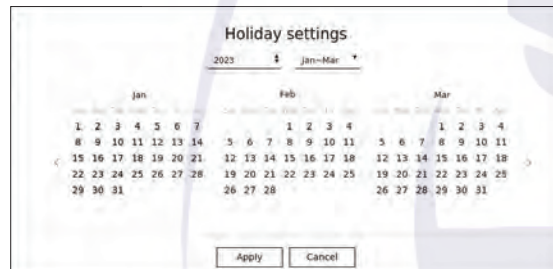 Holiday settings
2023 Jan~Mar
Jan Feb Mar
1 2 3 4 5 6 7 1 2 3 4 1 2 3 4
8 9 10 11 12 13 14 5 6 7 8 9 10 11 5 6 7 8 9 10 11
15 16 17 18 19 20 21 12 13 14 15 16 17 18 12 13 14 15 16 17 18
22 23 24 25 26 27 28 19 20 21 22 23 24 25 19 20 21 22 23 24 25
29 30 31 26 27 28 26 27 28 29 30 31
Apply Cancel